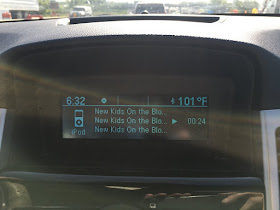 6:32 101°F
New Kids On the Blo...
New Kids On the Blo... 00:24
New Kids On the Blo...
iPod